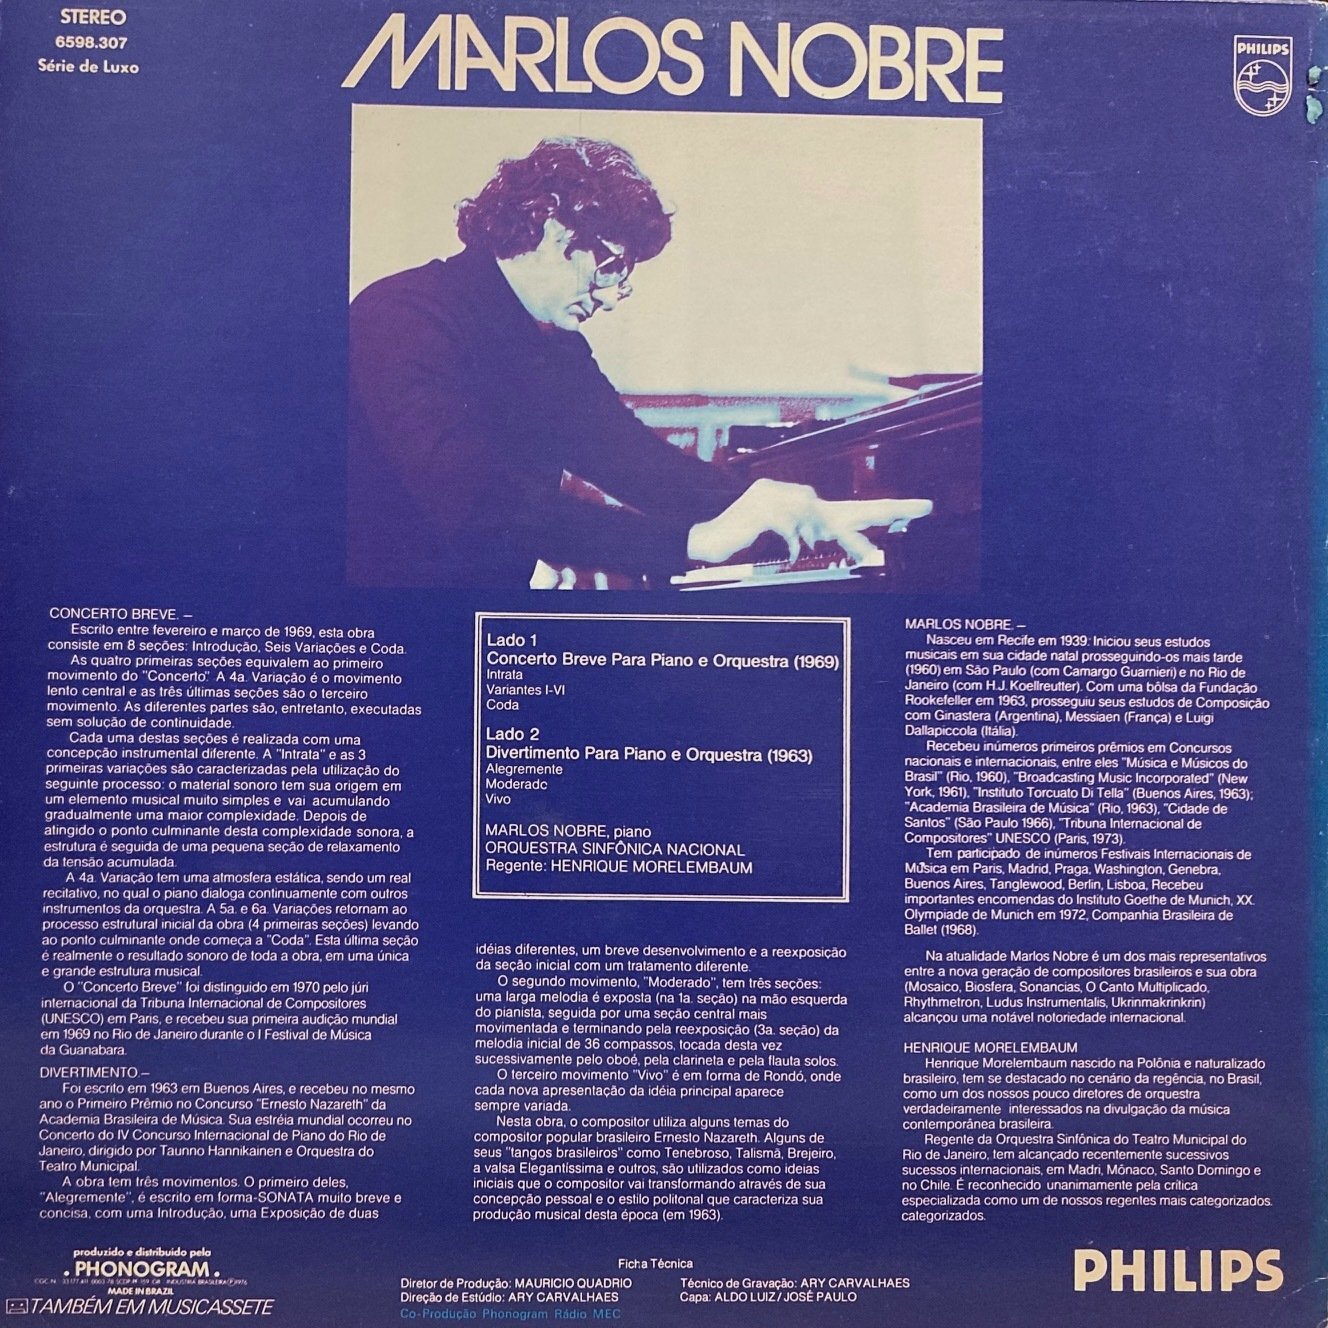 STEREO
6598.307
Série de Luxo
MARLOS NOBRE
PHILIPS
CONCERTO BREVE. –
Escrito entre fevereiro e março de 1969, esta obra
consiste em 8 seções: Introdução, Seis Variações e Coda.
As quatro primeiras seções equivalem ao primeiro
movimento do "Concerto". A 4a. Variação é o movimento
lento central e as três últimas seções são o terceiro
movimento. As diferentes partes são, entretanto, executadas
sem solução de continuidade.
Cada uma destas seções é realizada com uma
concepção instrumental diferente. A "Intrata" e as 3
primeiras variações são caracterizadas pela utilização do
seguinte processo: o material sonoro tem sua origem em
um elemento musical muito simples e vai acumulando
gradualmente uma maior complexidade. Depois de
atingido o ponto culminante desta complexidade sonora, a
estrutura é seguida de uma pequena seção de relaxamento
da tensão acumulada.
A 4a. Variação tem uma atmosfera estática, sendo um real
recitativo, no qual o piano dialoga continuamente com outros
instrumentos da orquestra. A 5a. e 6a. Variações retornam ao
processo estrutural inicial da obra (4 primeiras seções) levando
ao ponto culminante onde começa a "Coda". Esta última seção
é realmente o resultado sonoro de toda a obra, em uma única
e grande estrutura musical.
O "Concerto Breve" foi distinguido em 1970 pelo júri
internacional da Tribuna Internacional de Compositores
(UNESCO) em Paris, e recebeu sua primeira audição mundial
em 1969 no Rio de Janeiro durante o I Festival de Música
da Guanabara.
DIVERTIMENTO.–
Foi escrito em 1963 em Buenos Aires, e recebeu no mesmo
ano o Primeiro Prêmio no Concurso "Ernesto Nazareth" da
Academia Brasileira de Música. Sua estréia mundial ocorreu no
Concerto do IV Concurso Internacional de Piano do Rio de
Janeiro, dirigido por Taunno Hannikainen e Orquestra do
Teatro Municipal.
A obra tem três movimentos. O primeiro deles,
"Alegremente", é escrito em forma-SONATA muito breve e
concisa, com uma Introdução, uma Exposição de duas
Lado 1
Concerto Breve Para Piano e Orquestra (1969)
Intrata
Variantes I-VI
Coda
Lado 2
Divertimento Para Piano e Orquestra (1963)
Alegremente
Moderado
Vivo
MARLOS NOBRE, piano
ORQUESTRA SINFÔNICA NACIONAL
Regente: HENRIQUE MORELEMBAUM
idéias diferentes, um breve desenvolvimento e a reexposição
da seção inicial com um tratamento diferente.
O segundo movimento, "Moderado", tem três seções:
uma larga melodia é exposta (na 1a. seção) na mão esquerda
do pianista, seguida por uma seção central mais
movimentada e terminando pela reexposição (3a. seção) da
melodia inicial de 36 compassos, tocada desta vez
sucessivamente pelo oboé, pela clarineta e pela flauta solos.
O terceiro movimento "Vivo" é em forma de Rondó, onde
cada nova apresentação da idéia principal aparece
sempre variada.
Nesta obra, o compositor utiliza alguns temas do
compositor popular brasileiro Ernesto Nazareth. Alguns de
seus "tangos brasileiros" como Tenebroso, Talismã, Brejeiro,
a valsa Elegantíssima e outros, são utilizados como ideias
iniciais que o compositor vai transformando através de sua
concepção pessoal e o estilo politonal que caracteriza sua
produção musical desta época (em 1963).
MARLOS NOBRE. –
Nasceu em Recife em 1939: Iniciou seus estudos
musicais em sua cidade natal prosseguindo-os mais tarde
(1960) em São Paulo (com Camargo Guarnieri) e no Rio de
Janeiro (com H.J. Koellreutter). Com uma bôlsa da Fundação
Rookefeller em 1963, prosseguiu seus estudos de Composição
com Ginastera (Argentina), Messiaen (França) e Luigi
Dallapiccola (Itália).
Recebeu inúmeros primeiros prêmios em Concursos
nacionais e internacionais, entre eles "Música e Músicos do
Brasil" (Rio, 1960), "Broadcasting Music Incorporated" (New
York, 1961), "Instituto Torcuato Di Tella" (Buenos Aires, 1963);
"Academia Brasileira de Música" (Rio, 1963), "Cidade de
Santos" (São Paulo 1966), "Tribuna Internacional de
Compositores" UNESCO (Paris, 1973).
Tem participado de inúmeros Festivais Internacionais de
Música em Paris, Madrid, Praga, Washington, Genebra,
Buenos Aires, Tanglewood, Berlin, Lisboa, Recebeu
importantes encomendas do Instituto Goethe de Munich, XX.
Olympiade de Munich em 1972, Companhia Brasileira de
Ballet (1968).
Na atualidade Marlos Nobre é um dos mais representativos
entre a nova geração de compositores brasileiros e sua obra
(Mosaico, Biosfera, Sonancias, O Canto Multiplicado,
Rhythmetron, Ludus Instrumentalis, Ukrinmakrinkrin)
alcançou uma notável notoriedade internacional.
HENRIQUE MORELEMBAUM
Henrique Morelembaum nascido na Polônia e naturalizado
brasileiro, tem se destacado no cenário da regência, no Brasil,
como um dos nossos pouco diretores de orquestra
verdadeiramente interessados na divulgação da música
contemporânea brasileira.
Regente da Orquestra Sinfônica do Teatro Municipal do
Rio de Janeiro, tem alcançado recentemente sucessivos
sucessos internacionais, em Madri, Mônaco, Santo Domingo e
no Chile. É reconhecido unanimemente pela crítica
especializada como um de nossos regentes mais categorizados.
categorizados.
produzido e distribuído pela
. PHONOGRAM .
MADE IN BRAZIL
TAMBÉM EM MUSICASSETE
Ficha Técnica
Diretor de Produção: MAURICIO QUADRIO
Direção de Estúdio: ARY CARVALHAES
Co-Produção Phonogram Rádio MEC
Técnico de Gravação: ARY CARVALHAES
Capa: ALDO LUIZ / JOSÉ PAULO
PHILIPS